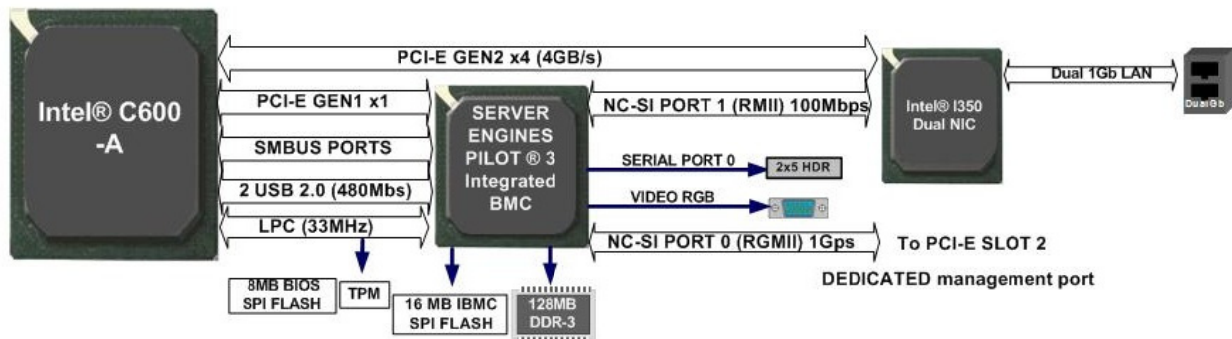 PCI-E GEN2 x4 (4GB/s)
Dual 1Gb LAN
Dual Gb
Intel® C600
-A
PCI-E GEN1 x1
SMBUS PORTS
2 USB 2.0 (480Mbs)
LPC (33MHz)
SERVER
ENGINES
PILOT ® 3
Integrated
BMC
NC-SI PORT 1 (RMII) 100Mbps
Intel® I350
Dual NIC
SERIAL PORT 0
2x5 HDR
VIDEO RGB
NC-SI PORT 0 (RGMII) 1Gps
To PCI-E SLOT 2
DEDICATED management port
8MB BIOS
SPI FLASH
TPM
16 MB IBMC
SPI FLASH
128MB
DDR-3